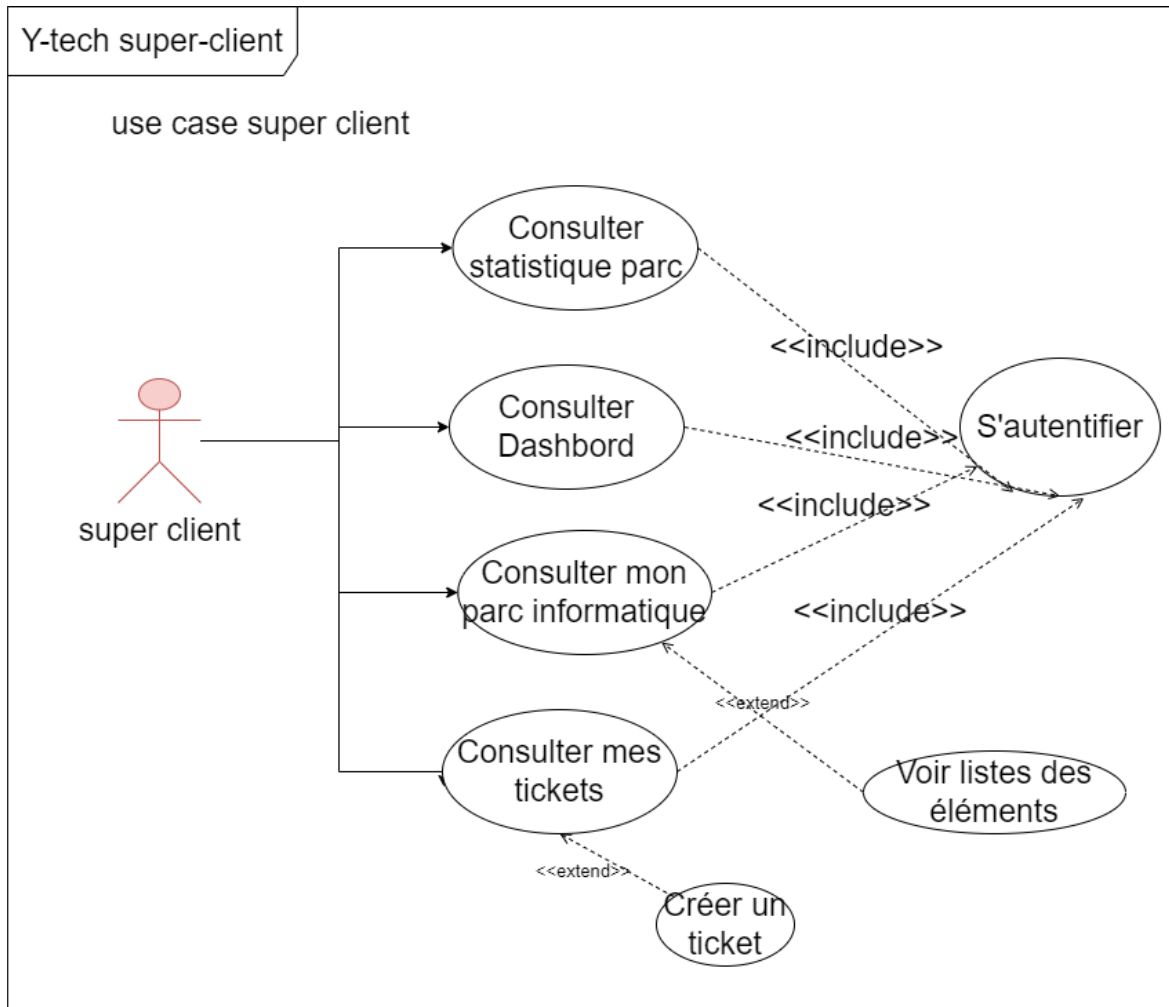 Y-tech super-client
use case super client
Consulter
statistique parc
<<include>>
Consulter
Dashbord
<<include>>
S'autentifier
super client
Consulter mon
parc informatique
<<include>>
<<include>>
<<extend>>
Consulter mes
tickets
Voir listes des
éléments
<<extend>>
Créer un
ticket